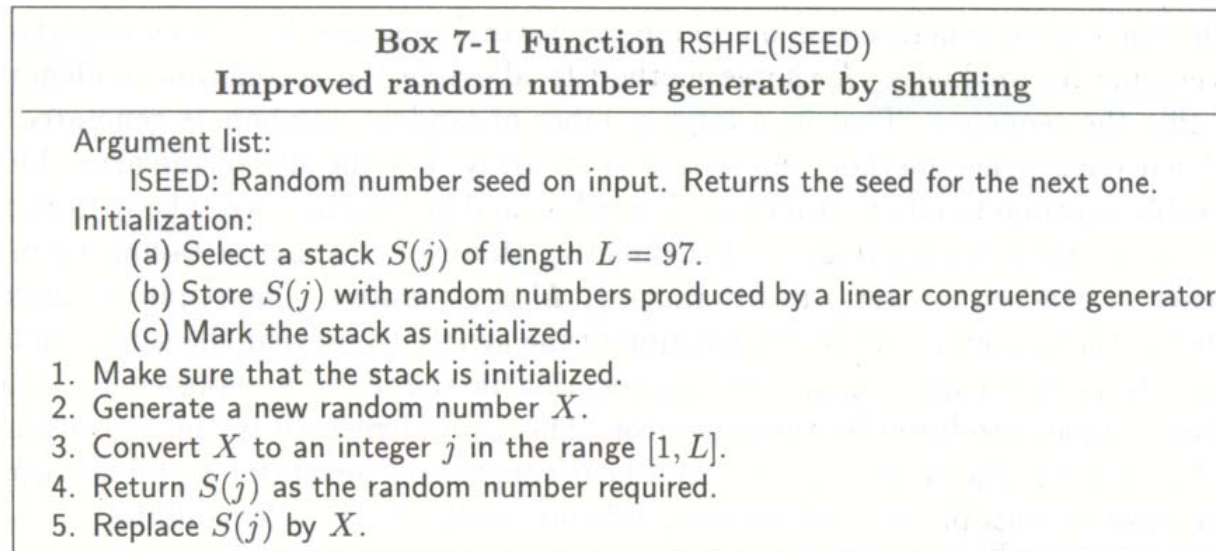 Box 7-1 Function RSHFL(ISEED)
Improved random number generator by shuffling
Argument list:
ISEED: Random number seed on input. Returns the seed for the next one.
Initialization:
(a) Select a stack S(j) of length L = 97.
(b) Store S(j) with random numbers produced by a linear congruence generator
(c) Mark the stack as initialized.
1. Make sure that the stack is initialized.
2. Generate a new random number X.
3. Convert X to an integer j in the range [1, L].
4. Return S(j) as the random number required.
5. Replace S(j) by X.